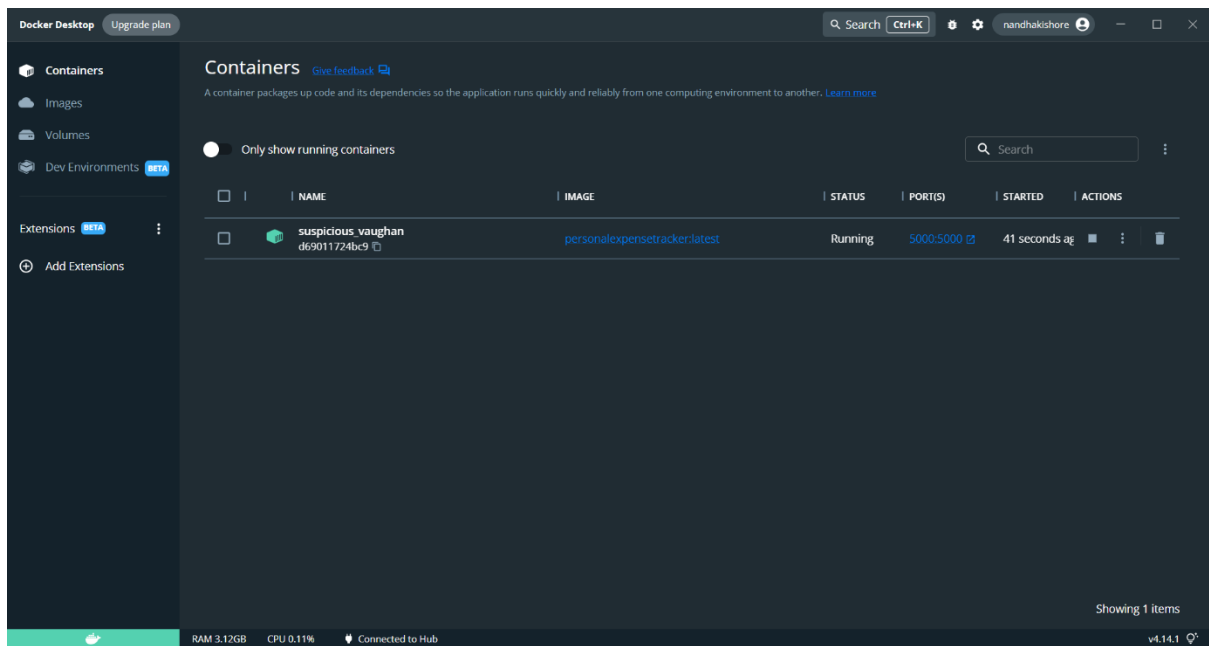 Docker Desktop Upgrade plan Search Ctrl+K nandhakishore
Containers
Images
Volumes
Dev Environments BETA
Extensions BETA
Add Extensions
Containers Give feedback
A container packages up code and its dependencies so the application runs quickly and reliably from one computing environment to another. Learn more
Only show running containers
Search
NAME IMAGE STATUS PORT(S) STARTED ACTIONS
suspicious_vaughan personalexpensetracker:latest Running 5000:5000 41 seconds ag
d69011724bc9
Showing 1 items
RAM 3.12GB CPU 0.11% Connected to Hub v4.14.1